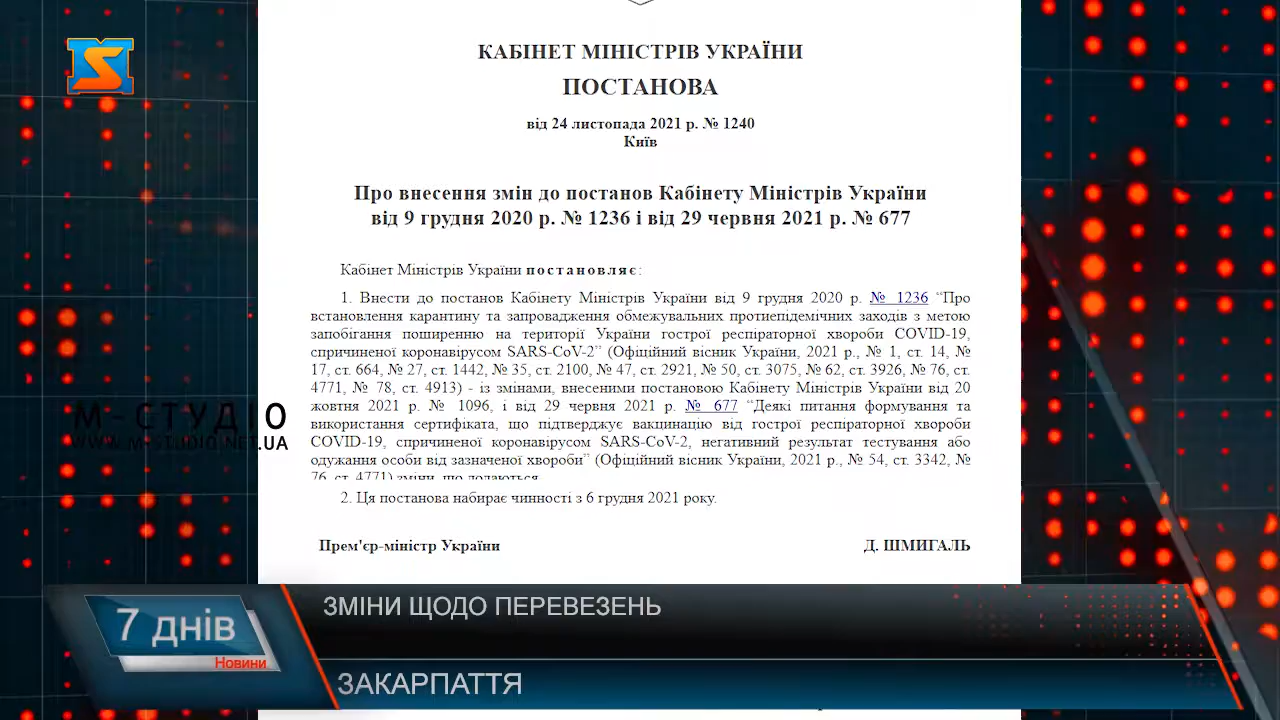 КАБІНЕТ МІНІСТРІВ УКРАЇНИ
ПОСТАНОВА
від 24 листопада 2021 р. № 1240
Київ
Про внесення змін до постанов Кабінету Міністрів України
від 9 грудня 2020 р. № 1236 і від 29 червня 2021 р. № 677
Кабінет Міністрів України постановляє:
1. Внести до постанов Кабінету Міністрів України від 9 грудня 2020 р. № 1236 “Про
встановлення карантину та запровадження обмежувальних протиепідемічних заходів з метою
запобігання поширенню на території України гострої респіраторної хвороби COVID-19,
спричиненої коронавірусом SARS-CoV-2” (Офіційний вісник України, 2021 р., № 1, ст. 14, №
17, ст. 664, № 27, ст. 1442, № 35, ст. 2100, № 47, ст. 2921, № 50, ст. 3075, № 62, ст. 3926, № 76, ст.
4771, № 78, ст. 4913) - із змінами, внесеними постановою Кабінету Міністрів України від 20
жовтня 2021 р. № 1096, і від 29 червня 2021 р. № 677 “Деякі питання формування та
використання сертифіката, що підтверджує вакцинацію від гострої респіраторної хвороби
COVID-19, спричиненої коронавірусом SARS-CoV-2, негативний результат тестування або
одужання особи від зазначеної хвороби” (Офіційний вісник України, 2021 р., № 54, ст. 3342, №
76, ст. 4771) зміни, що додаються
2. Ця постанова набирає чинності з 6 грудня 2021 року.
Прем'єр-міністр України Д. ШМИГАЛЬ
М-СТУДІО
WWW.M-STUDIO.NET.UA
7 днів
Новини
ЗМІНИ ЩОДО ПЕРЕВЕЗЕНЬ
ЗАКАРПАТТЯ